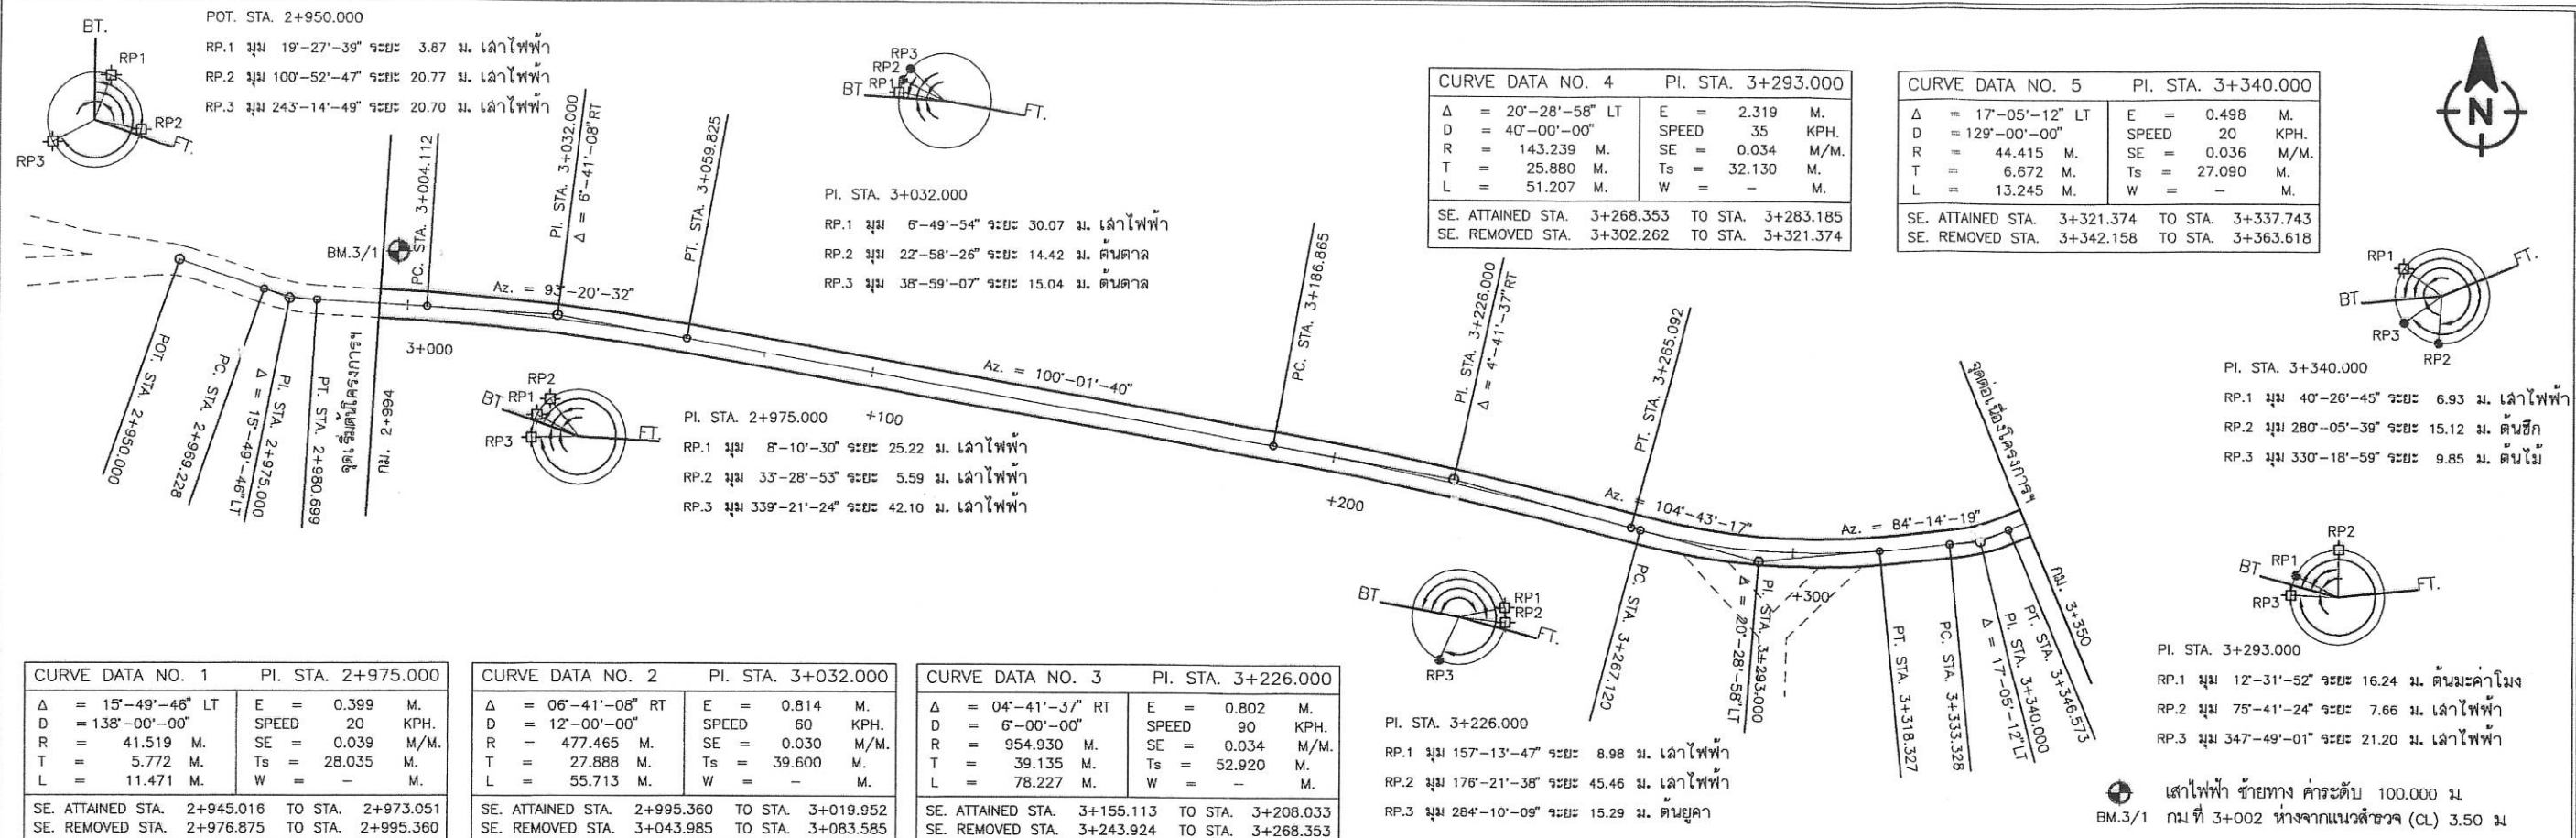 POT. STA. 2+950.000
RP.1 มุม 19°-27'-39" ระยะ 3.87 ม. เสาไฟฟ้า
RP.2 มุม 100°-52'-47" ระยะ 20.77 ม. เสาไฟฟ้า
RP.3 มุม 243°-14'-49" ระยะ 20.70 ม. เสาไฟฟ้า
BT.
RP1
RP2
FT.
RP3
RP3
RP2
RP1
BT
FT.
PI. STA. 3+032.000
RP.1 มุม 6°-49'-54" ระยะ 30.07 ม. เสาไฟฟ้า
RP.2 มุม 22°-58'-26" ระยะ 14.42 ม. ต้นตาล
RP.3 มุม 38°-59'-07" ระยะ 15.04 ม. ต้นตาล
CURVE DATA NO. 4 PI. STA. 3+293.000
Δ = 20°-28'-58" LT E = 2.319 M.
D = 40°-00'-00" SPEED 35 KPH.
R = 143.239 M. SE = 0.034 M/M.
T = 25.880 M. Ts = 32.130 M.
L = 51.207 M. W = - M.
SE. ATTAINED STA. 3+268.353 TO STA. 3+283.185
SE. REMOVED STA. 3+302.262 TO STA. 3+321.374
CURVE DATA NO. 5 PI. STA. 3+340.000
Δ = 17°-05'-12" LT E = 0.498 M.
D = 129°-00'-00" SPEED 20 KPH.
R = 44.415 M. SE = 0.036 M/M.
T = 6.672 M. Ts = 27.090 M.
L = 13.245 M. W = - M.
SE. ATTAINED STA. 3+321.374 TO STA. 3+337.743
SE. REMOVED STA. 3+342.158 TO STA. 3+363.618
N
BM.3/1
PC. STA. 3+004.112
PI. STA. 3+032.000
Δ = 6°-41'-08" RT
PT. STA. 3+059.825
PC. STA. 3+186.865
PI. STA. 3+226.000
Δ = 4°-41'-37" RT
PT. STA. 3+265.092
Az. = 93°-20'-32"
Az. = 100°-01'-40"
Az. = 104°-43'-17"
Az. = 84°-14'-19"
POT. STA. 2+950.000
PC. STA. 2+969.228
Δ = 15°-49'-46" LT
PI. STA. 2+975.000
PT. STA. 2+980.699
จุดเริ่มต้นโครงการฯ
กม. 2+994
3+000
+100
+200
+300
จุดต่อเนื่องโครงการฯ
กม. 3+350
PC. STA. 3+267.120
Δ = 20°-28'-58" LT
PI. STA. 3+293.000
PT. STA. 3+318.327
PC. STA. 3+333.328
Δ = 17°-05'-12" LT
PI. STA. 3+340.000
PT. STA. 3+346.573
RP2
BT
RP1
RP3
FT.
PI. STA. 2+975.000
RP.1 มุม 8°-10'-30" ระยะ 25.22 ม. เสาไฟฟ้า
RP.2 มุม 33°-28'-53" ระยะ 5.59 ม. เสาไฟฟ้า
RP.3 มุม 339°-21'-24" ระยะ 42.10 ม. เสาไฟฟ้า
RP1
FT.
BT
RP3
RP2
PI. STA. 3+340.000
RP.1 มุม 40°-26'-45" ระยะ 6.93 ม. เสาไฟฟ้า
RP.2 มุม 280°-05'-39" ระยะ 15.12 ม. ต้นซึก
RP.3 มุม 330°-18'-59" ระยะ 9.85 ม. ต้นไม้
RP2
BT
RP1
RP3
FT.
PI. STA. 3+293.000
RP.1 มุม 12°-31'-52" ระยะ 16.24 ม. ต้นมะค่าโมง
RP.2 มุม 75°-41'-24" ระยะ 7.66 ม. เสาไฟฟ้า
RP.3 มุม 347°-49'-01" ระยะ 21.20 ม. เสาไฟฟ้า
BT
RP1
RP2
FT.
RP3
PI. STA. 3+226.000
RP.1 มุม 157°-13'-47" ระยะ 8.98 ม. เสาไฟฟ้า
RP.2 มุม 176°-21'-38" ระยะ 45.46 ม. เสาไฟฟ้า
RP.3 มุม 284°-10'-09" ระยะ 15.29 ม. ต้นยูคา
CURVE DATA NO. 1 PI. STA. 2+975.000
Δ = 15°-49'-46" LT E = 0.399 M.
D = 138°-00'-00" SPEED 20 KPH.
R = 41.519 M. SE = 0.039 M/M.
T = 5.772 M. Ts = 28.035 M.
L = 11.471 M. W = - M.
SE. ATTAINED STA. 2+945.016 TO STA. 2+973.051
SE. REMOVED STA. 2+976.875 TO STA. 2+995.360
CURVE DATA NO. 2 PI. STA. 3+032.000
Δ = 06°-41'-08" RT E = 0.814 M.
D = 12°-00'-00" SPEED 60 KPH.
R = 477.465 M. SE = 0.030 M/M.
T = 27.888 M. Ts = 39.600 M.
L = 55.713 M. W = - M.
SE. ATTAINED STA. 2+995.360 TO STA. 3+019.952
SE. REMOVED STA. 3+043.985 TO STA. 3+083.585
CURVE DATA NO. 3 PI. STA. 3+226.000
Δ = 04°-41'-37" RT E = 0.802 M.
D = 6°-00'-00" SPEED 90 KPH.
R = 954.930 M. SE = 0.034 M/M.
T = 39.135 M. Ts = 52.920 M.
L = 78.227 M. W = - M.
SE. ATTAINED STA. 3+155.113 TO STA. 3+208.033
SE. REMOVED STA. 3+243.924 TO STA. 3+268.353
เสาไฟฟ้า ซ้ายทาง ค่าระดับ 100.000 ม.
BM.3/1 กม.ที่ 3+002 ห่างจากแนวสำรวจ (CL) 3.50 ม.